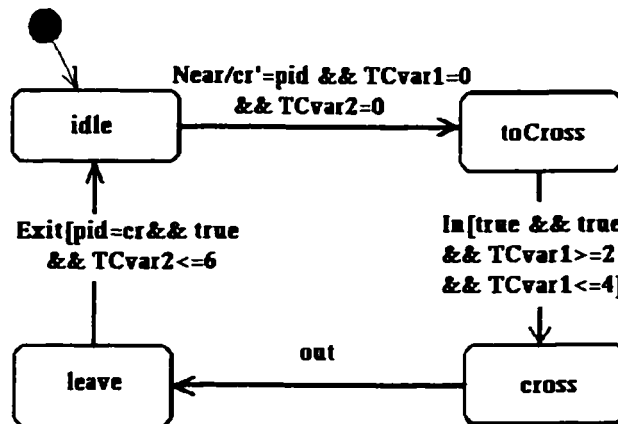 Near/cr'=pid && TCvar1=0
&& TCvar2=0
idle
toCross
Exit[pid=cr&& true
&& TCvar2<=6
In[true && true
&& TCvar1>=2
&& TCvar1<=4]
out
leave
cross